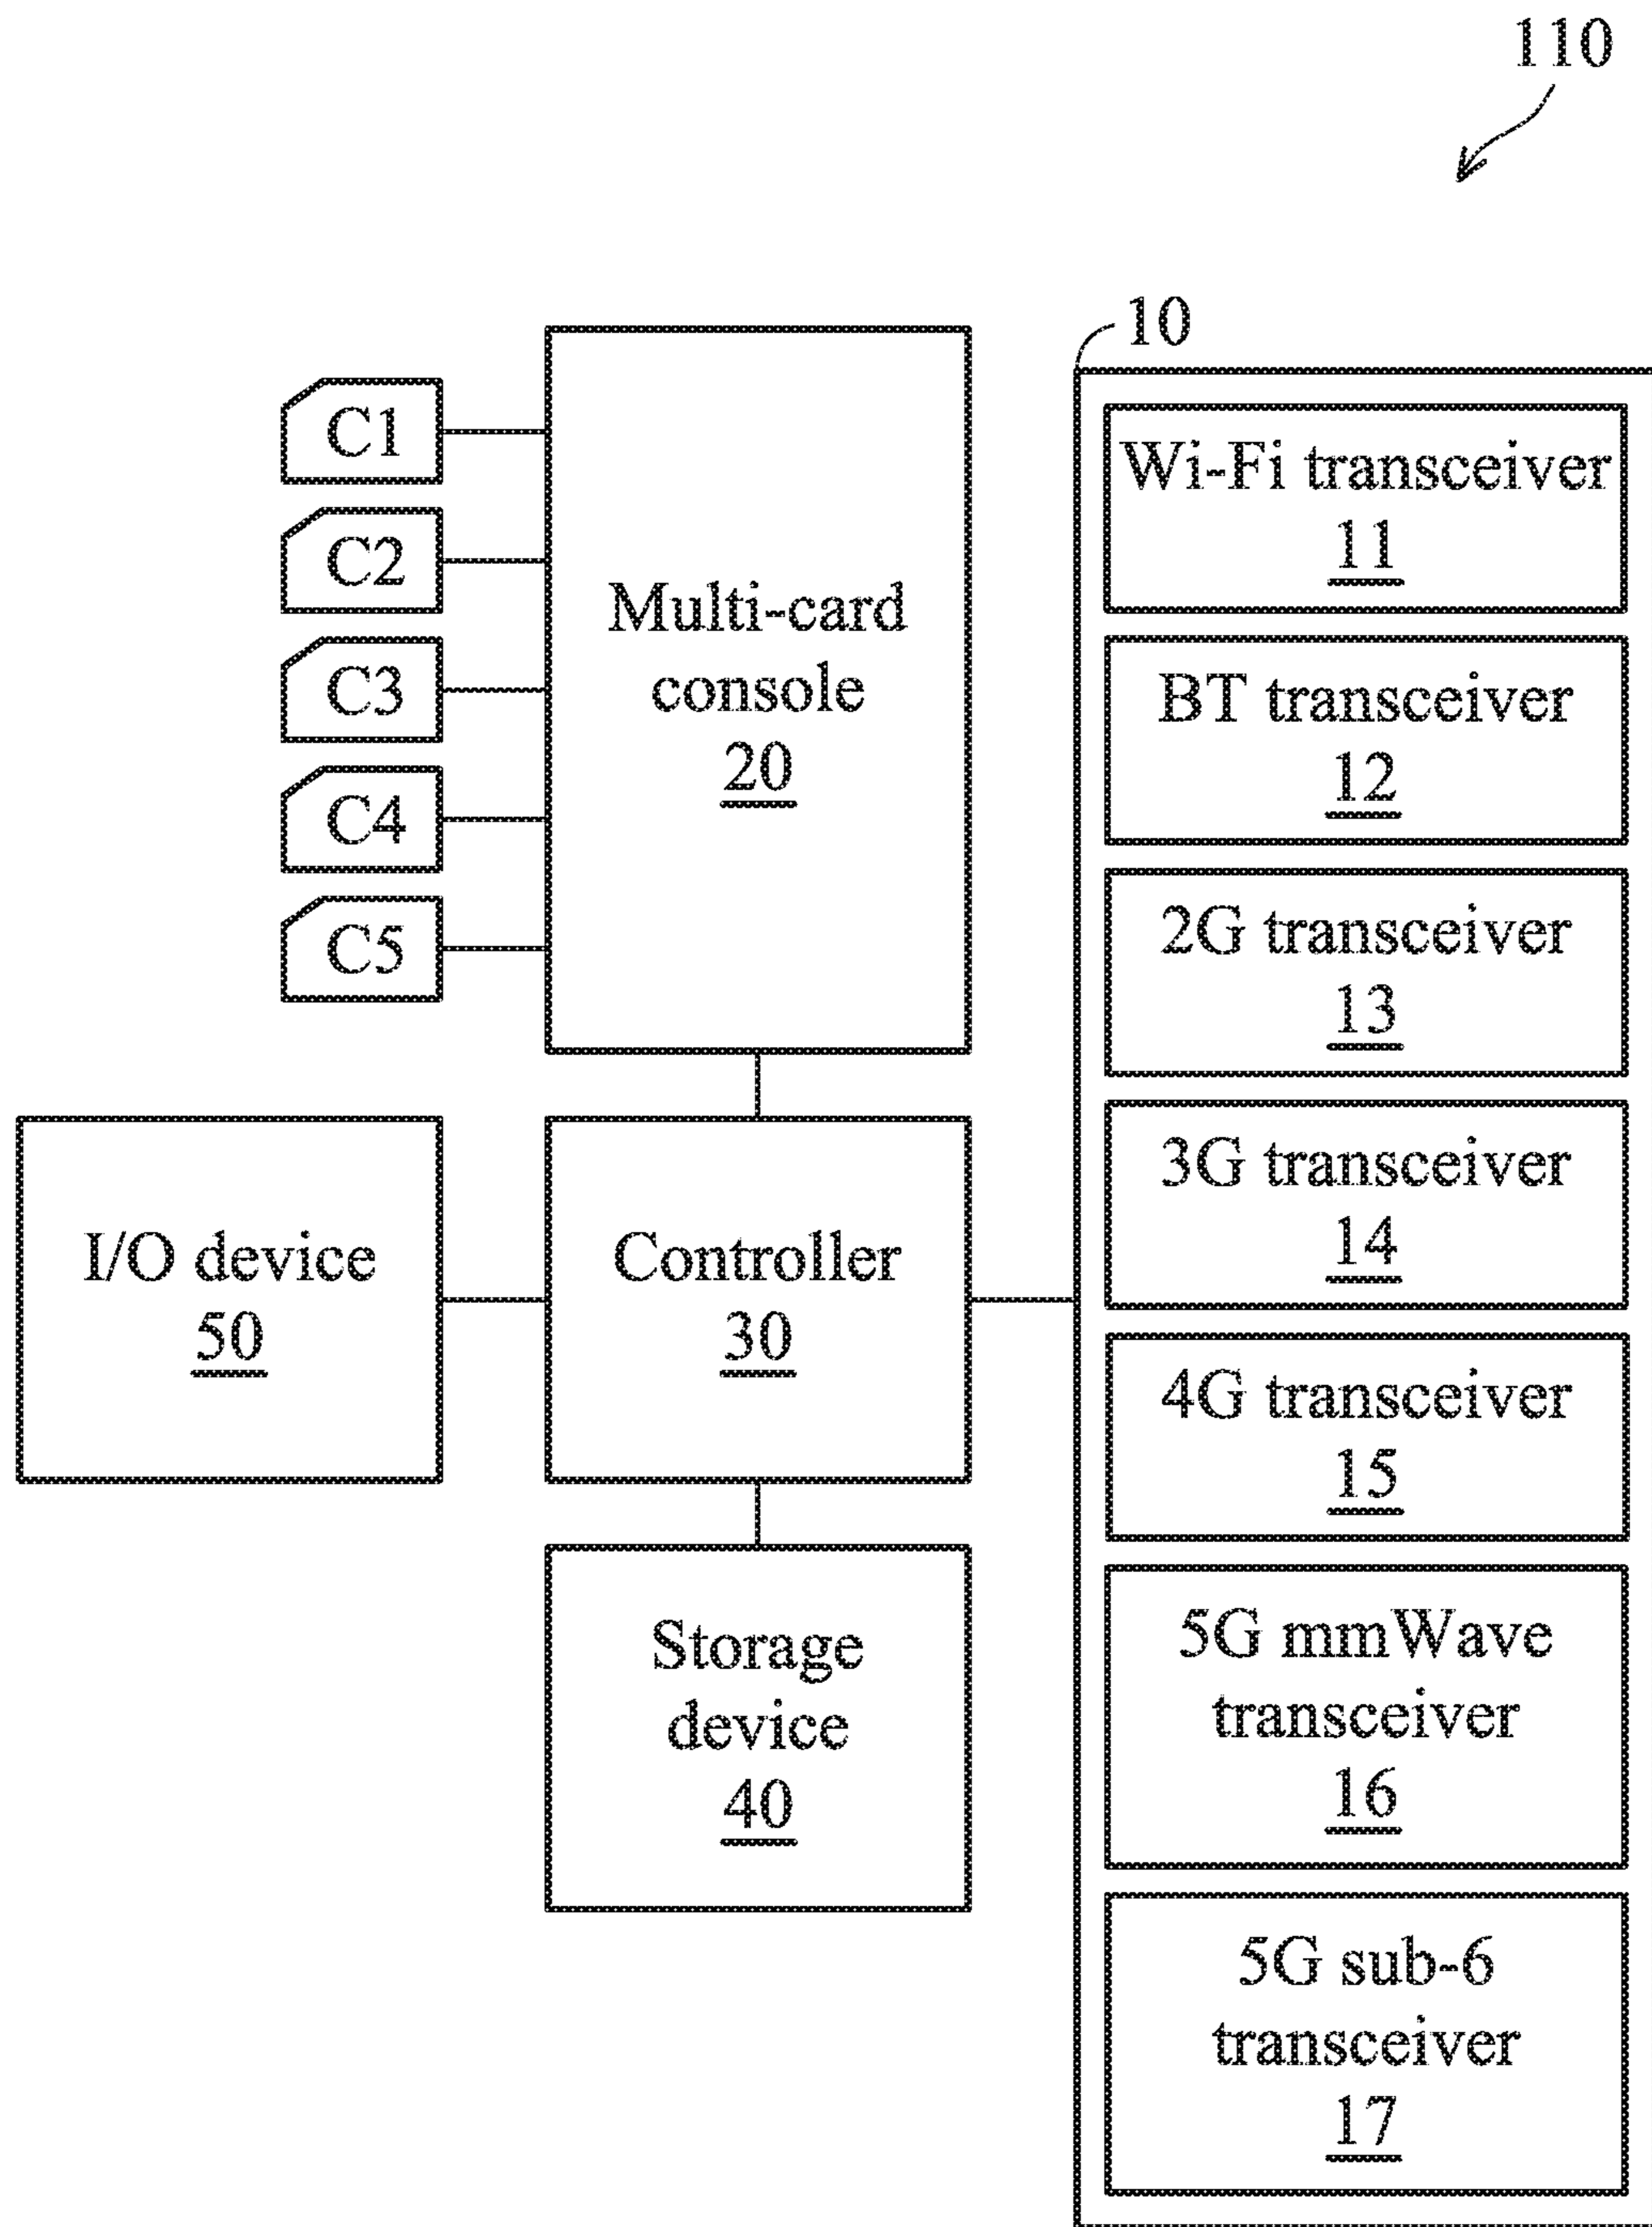 110
10
C1
C2
C3
C4
C5
Multi-card
console
20
I/O device
50
Controller
30
Storage
device
40
Wi-Fi transceiver
11
BT transceiver
12
2G transceiver
13
3G transceiver
14
4G transceiver
15
5G mmWave
transceiver
16
5G sub-6
transceiver
17